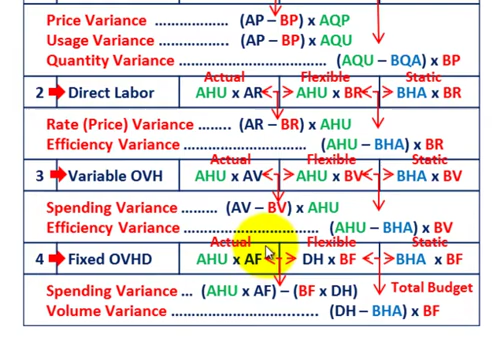 Price Variance .................. (AP – BP) x AQP
Usage Variance ................. (AP – BP) x AQU
Quantity Variance .................................... (AQU – BQA) x BP
Actual Flexible Static
2 Direct Labor AHU x AR AHU x BR BHA x BR
Rate (Price) Variance ........ (AR – BR) x AHU
Efficiency Variance .............................. (AHU – BHA) x BR
Actual Flexible Static
3 Variable OVH AHU x AV AHU x BV BHA x BV
Spending Variance ......... (AV – BV) x AHU
Efficiency Variance ................................. (AHU – BHA) x BV
Actual Flexible Static
4 Fixed OVHD AHU x AF DH x BF BHA x BF
Spending Variance ... (AHU x AF) – (BF x DH) Total Budget
Volume Variance .................................... (DH – BHA) x BF